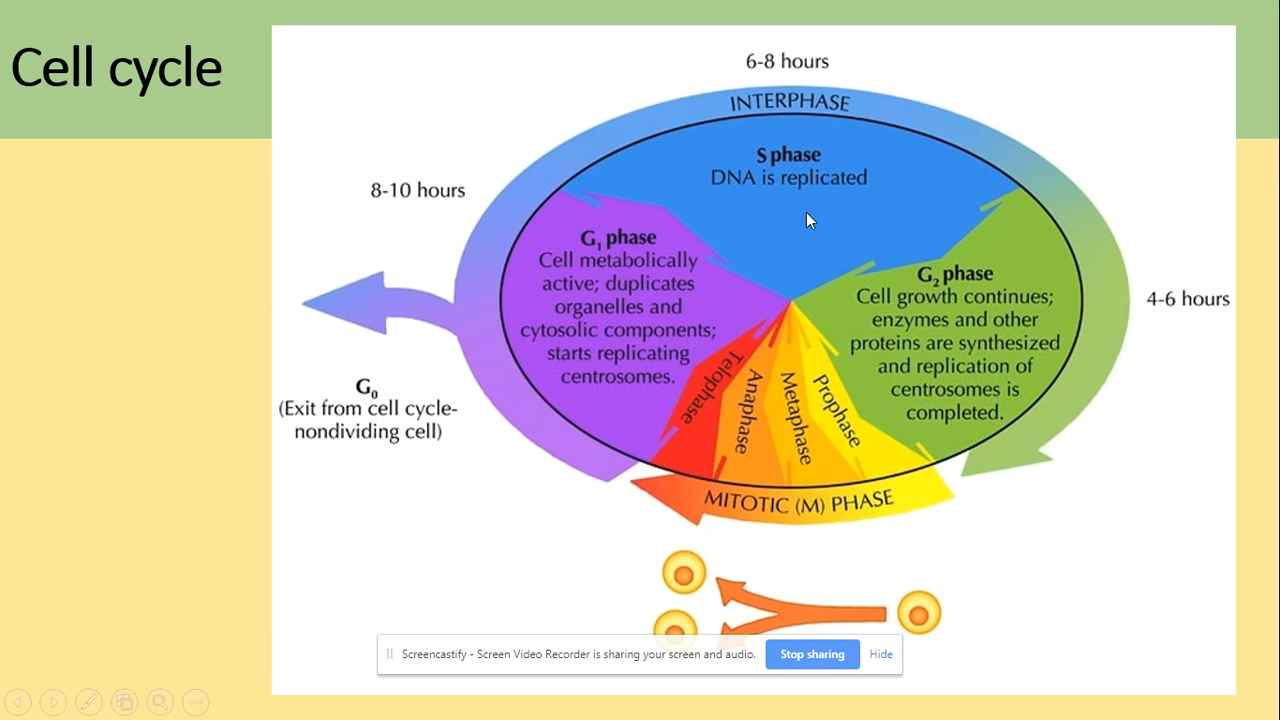 Cell cycle
6-8 hours
INTERPHASE
S phase
DNA is replicated
8-10 hours
G₁ phase
Cell metabolically
active; duplicates
organelles and
cytosolic components;
starts replicating
centrosomes.
G₂ phase
Cell growth continues;
enzymes and other
proteins are synthesized
and replication of
centrosomes is
completed.
4-6 hours
G₀
(Exit from cell cycle-
nondividing cell)
Telophase
Anaphase
Metaphase
Prophase
MITOTIC (M) PHASE
Screencastify - Screen Video Recorder is sharing your screen and audio.
Stop sharing
Hide